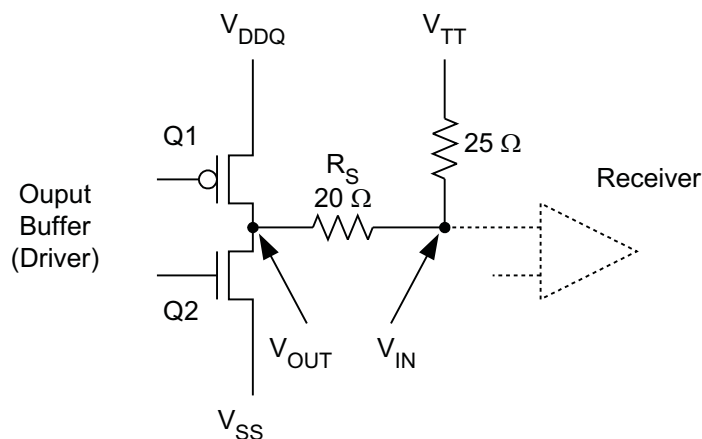 VDDQ
VTT
Q1
25 Ω
RS
20 Ω
Receiver
Ouput
Buffer
(Driver)
Q2
VOUT
VIN
VSS